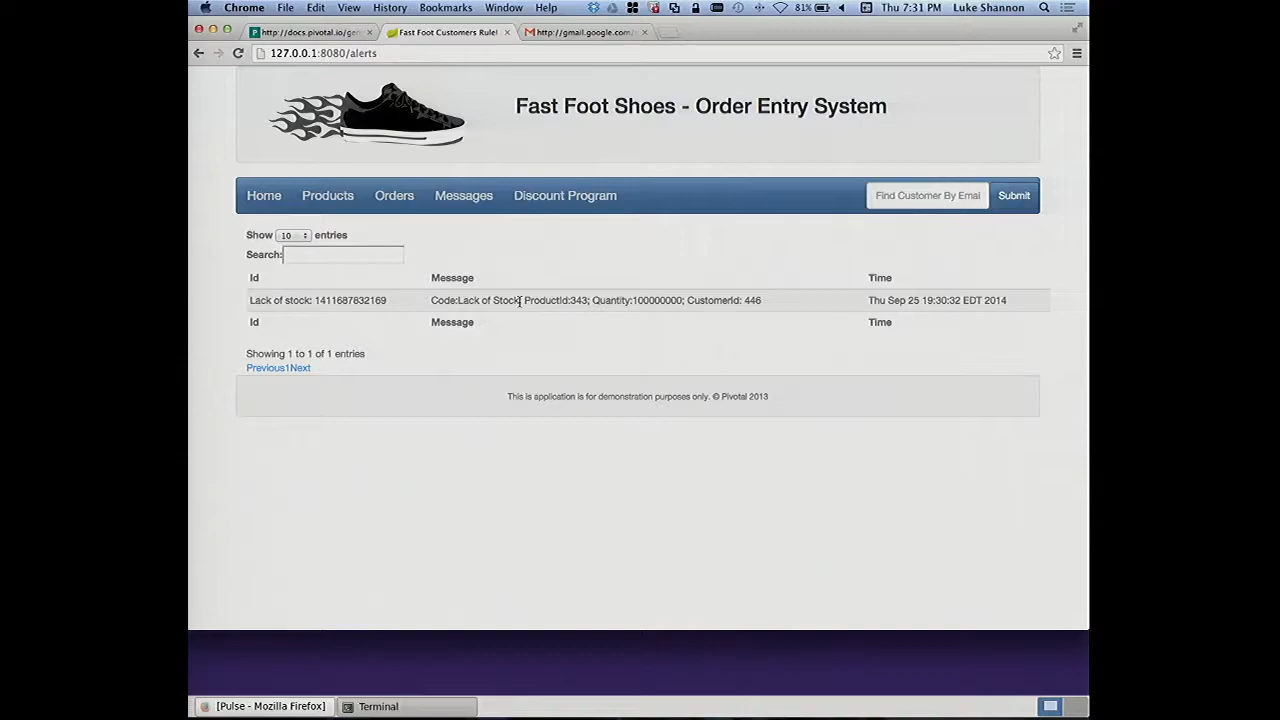 Chrome File Edit View History Bookmarks Window Help 81% Thu 7:31 PM Luke Shannon
http://docs.pivotal.io/ge Fast Foot Customers Rule! http://gmail.google.com/
127.0.0.1:8080/alerts
Fast Foot Shoes - Order Entry System
Home Products Orders Messages Discount Program Find Customer By Emai Submit
Show 10 entries
Search:
Id Message Time
Lack of stock: 1411687832169 Code:Lack of Stock; ProductId:343; Quantity:100000000; CustomerId: 446 Thu Sep 25 19:30:32 EDT 2014
Id Message Time
Showing 1 to 1 of 1 entries
Previous1Next
This is application is for demonstration purposes only. © Pivotal 2013
[Pulse - Mozilla Firefox] Terminal